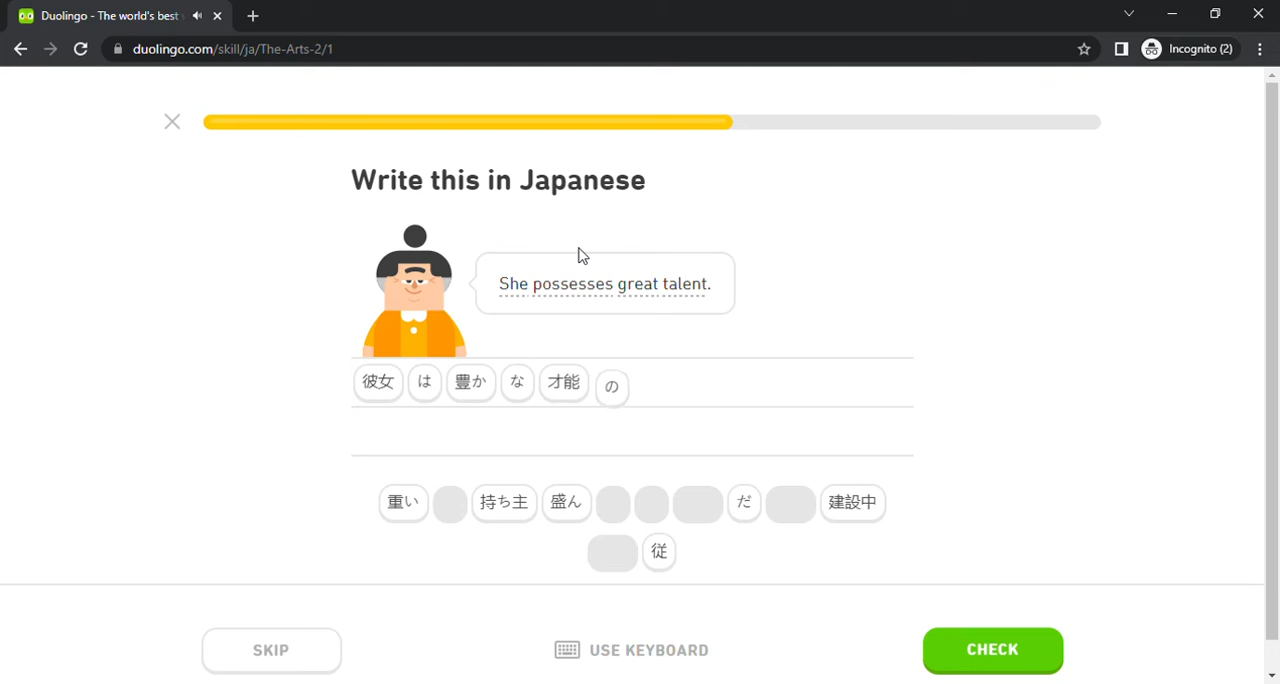 Duolingo - The world's best
duolingo.com/skill/ja/The-Arts-2/1
Incognito (2)
Write this in Japanese
She possesses great talent.
彼女 は 豊か な 才能 の
重い 持ち主 盛ん だ 建設中
従
SKIP
USE KEYBOARD
CHECK